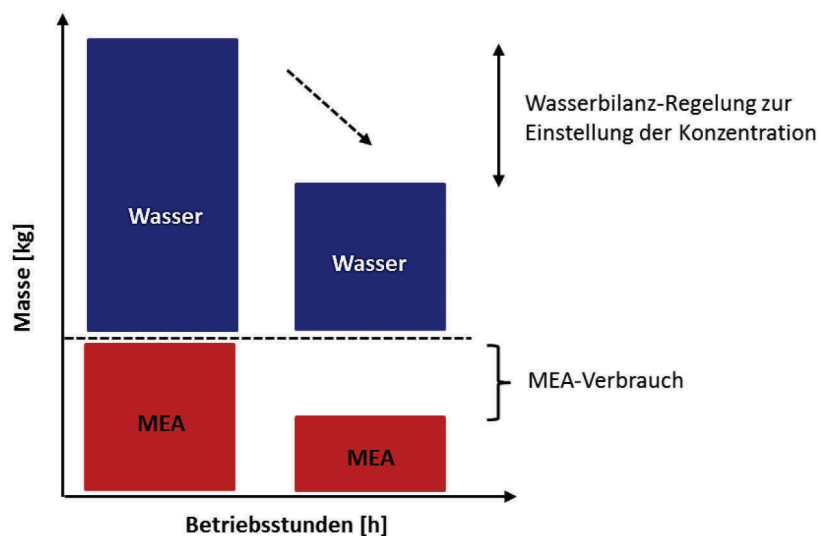 Wasserbilanz-Regelung zur
Einstellung der Konzentration
Wasser
Wasser
Masse [kg]
MEA-Verbrauch
MEA
MEA
Betriebsstunden [h]